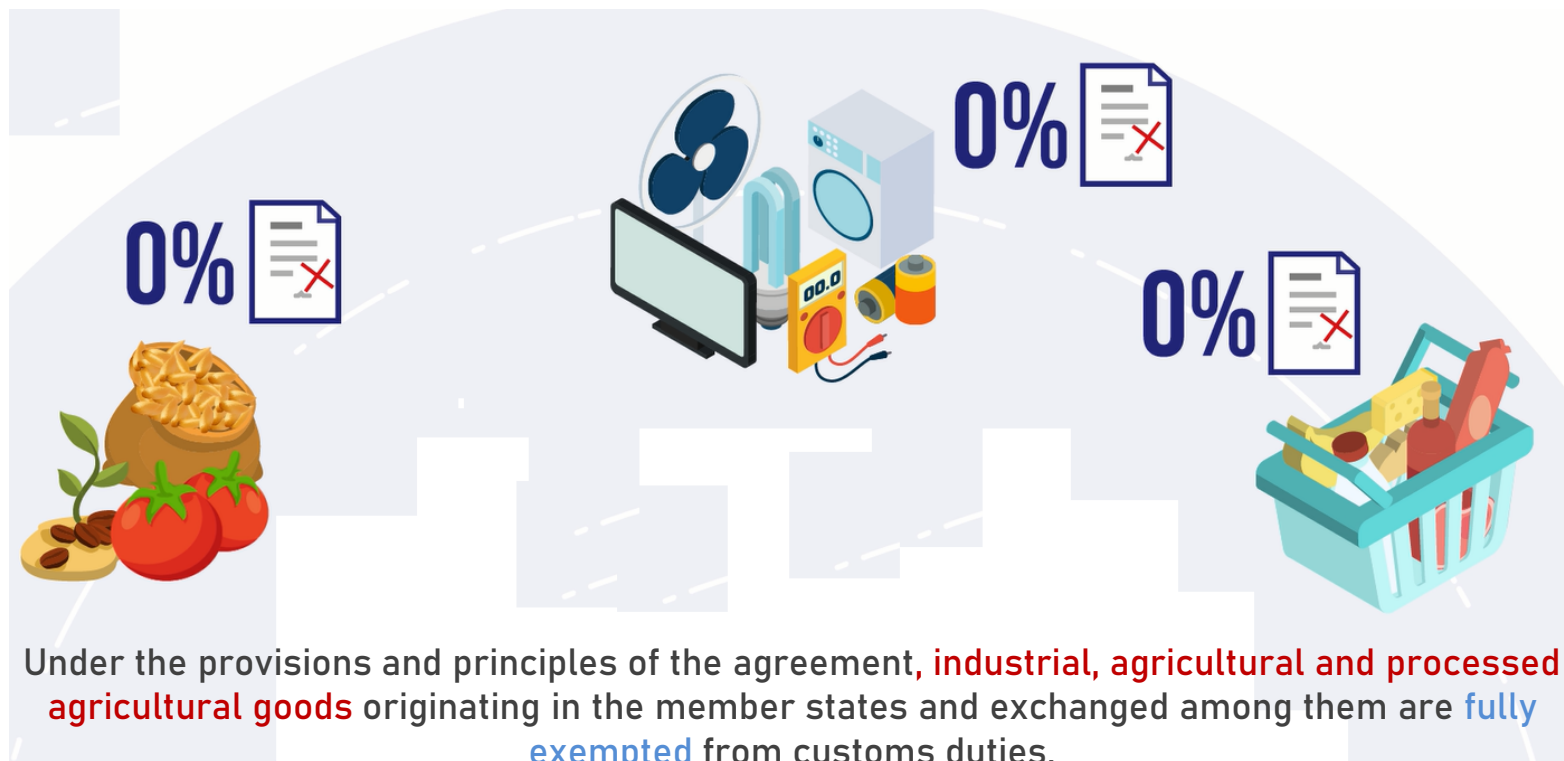 0%
0%
0%
00.0
Under the provisions and principles of the agreement, industrial, agricultural and processed
agricultural goods originating in the member states and exchanged among them are fully
exempted from customs duties.